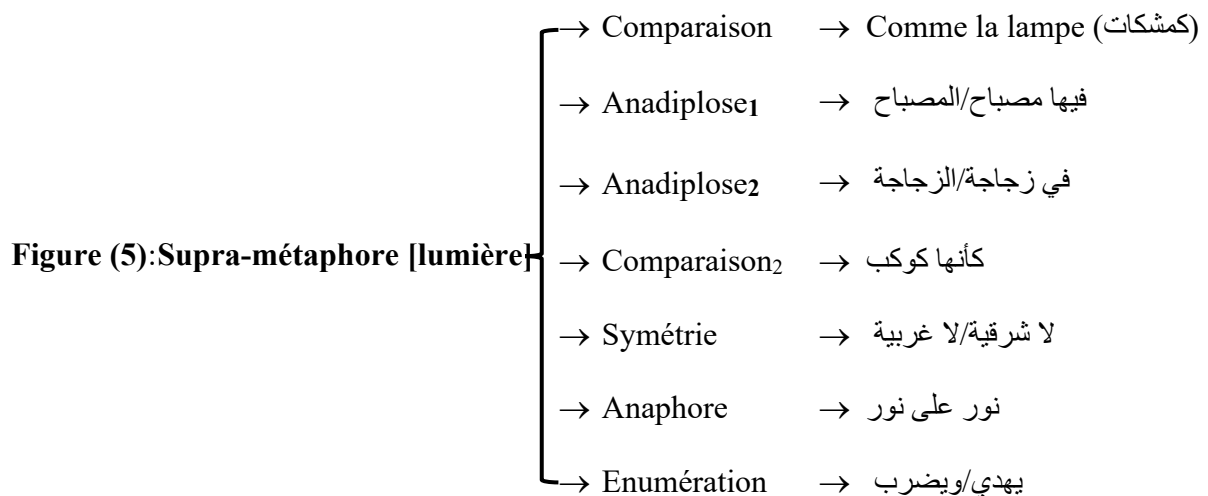 → Comparaison → Comme la lampe (كمشكات)
→ Anadiplose1 → فيها مصباح/المصباح
→ Anadiplose2 → في زجاجة/الزجاجة
Figure (5):Supra-métaphore [lumière]
→ Comparaison2 → كأنها كوكب
→ Symétrie → لا شرقية/لا غربية
→ Anaphore → نور على نور
→ Enumération → يهدي/ويضرب